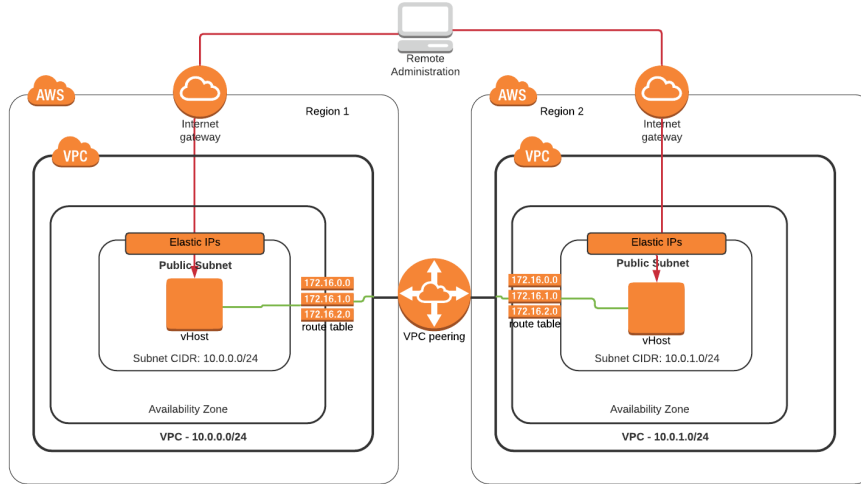 Remote
Administration
AWS
Region 1
Internet
gateway
VPC
Elastic IPs
Public Subnet
vHost
Subnet CIDR: 10.0.0.0/24
172.16.0.0
172.16.1.0
172.16.2.0
route table
Availability Zone
VPC - 10.0.0.0/24
VPC peering
AWS
Region 2
Internet
gateway
VPC
Elastic IPs
Public Subnet
172.16.0.0
172.16.1.0
172.16.2.0
route table
vHost
Subnet CIDR: 10.0.1.0/24
Availability Zone
VPC - 10.0.1.0/24